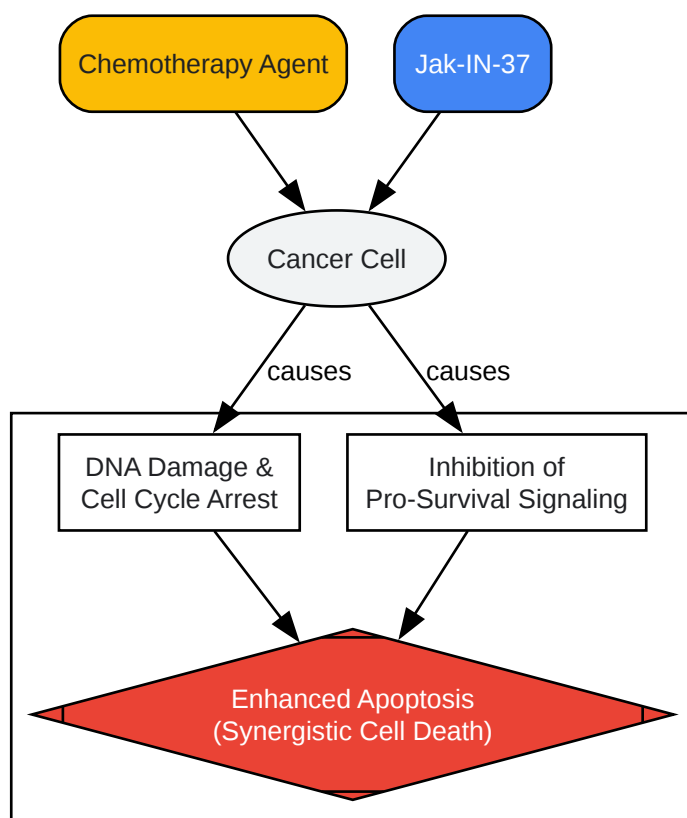 Chemotherapy Agent
Jak-IN-37
Cancer Cell
causes
causes
DNA Damage &
Cell Cycle Arrest
Inhibition of
Pro-Survival Signaling
Enhanced Apoptosis
(Synergistic Cell Death)